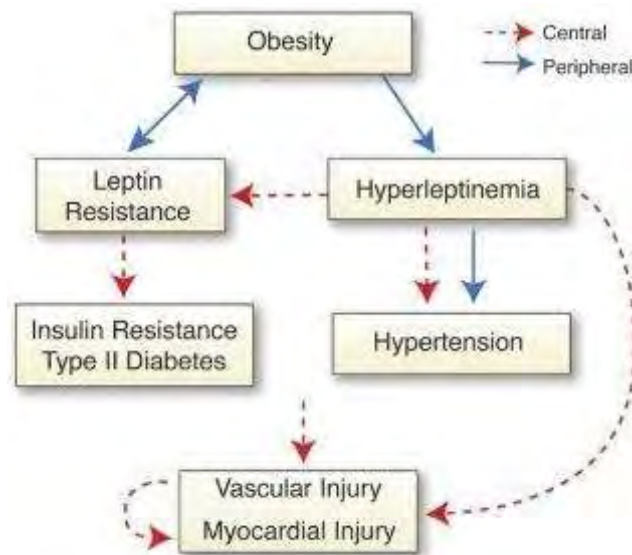 Obesity
Central
Peripheral
Leptin
Resistance
Hyperleptinemia
Insulin Resistance
Type II Diabetes
Hypertension
Vascular Injury
Myocardial Injury